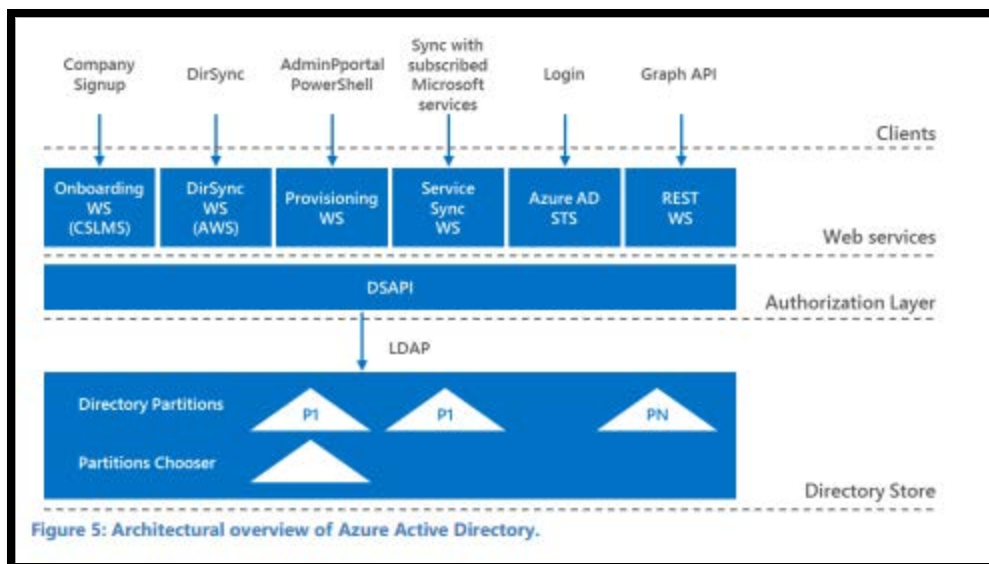 Company
Signup
DirSync
AdminPportal
PowerShell
Sync with
subscribed
Microsoft
services
Login
Graph API
Clients
Onboarding
WS
(CSLMS)
DirSync
WS
(AWS)
Provisioning
WS
Service
Sync
WS
Azure AD
STS
REST
WS
Web services
DSAPI
Authorization Layer
LDAP
Directory Partitions
P1
P1
PN
Partitions Chooser
Directory Store
Figure 5: Architectural overview of Azure Active Directory.